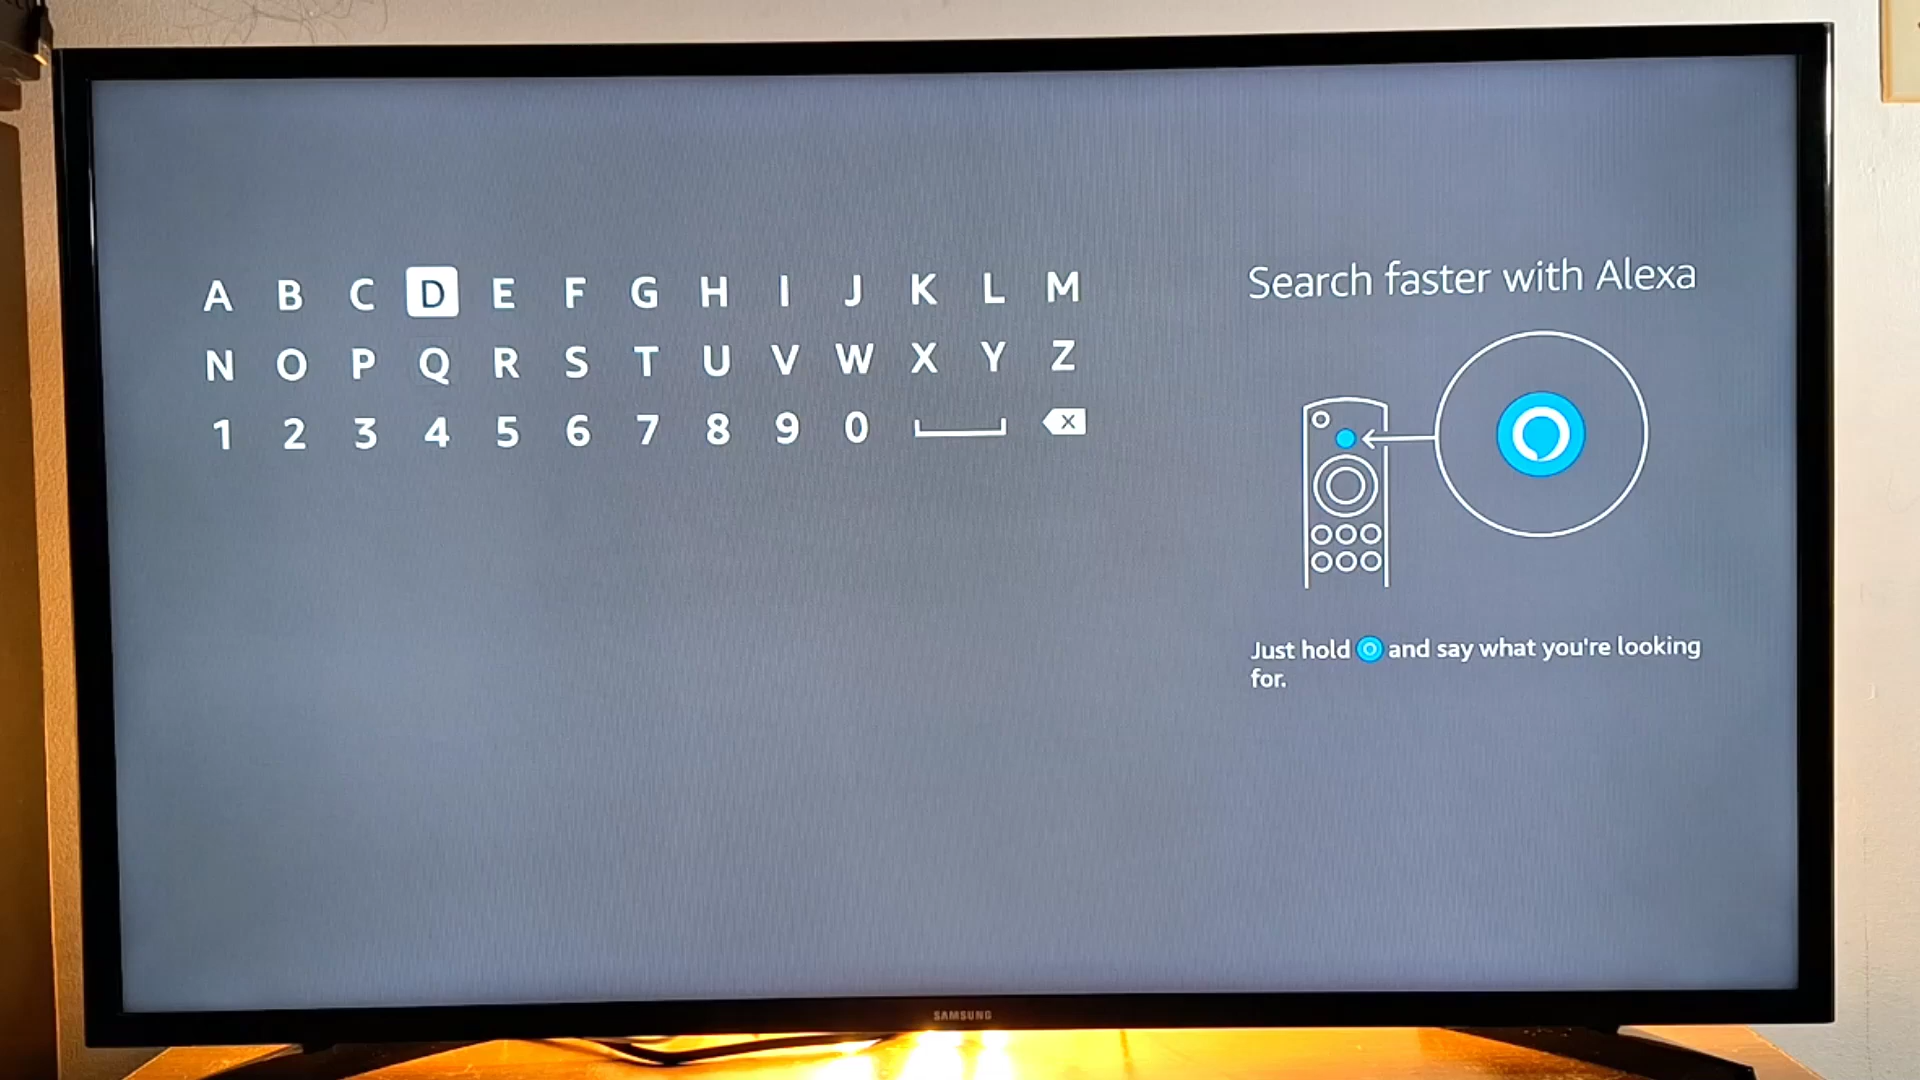 A B C D E F G H I J K L M
N O P Q R S T U V W X Y Z
1 2 3 4 5 6 7 8 9 0
Search faster with Alexa
Just hold and say what you're looking
for.
SAMSUNG